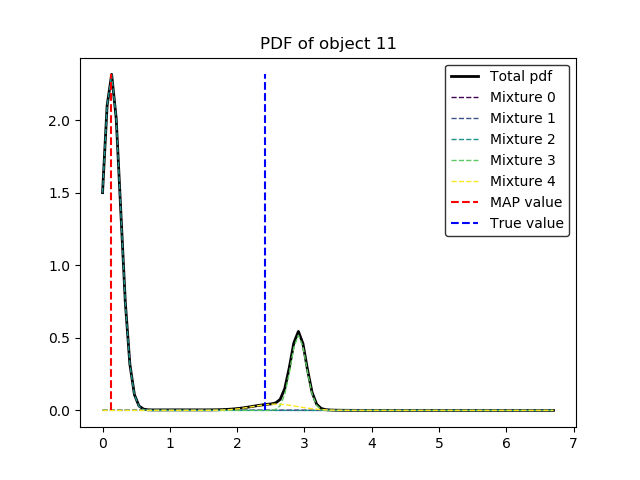 PDF of object 11
Total pdf
Mixture 0
Mixture 1
Mixture 2
Mixture 3
Mixture 4
MAP value
True value
2.0
1.5
1.0
0.5
0.0
0 1 2 3 4 5 6 7